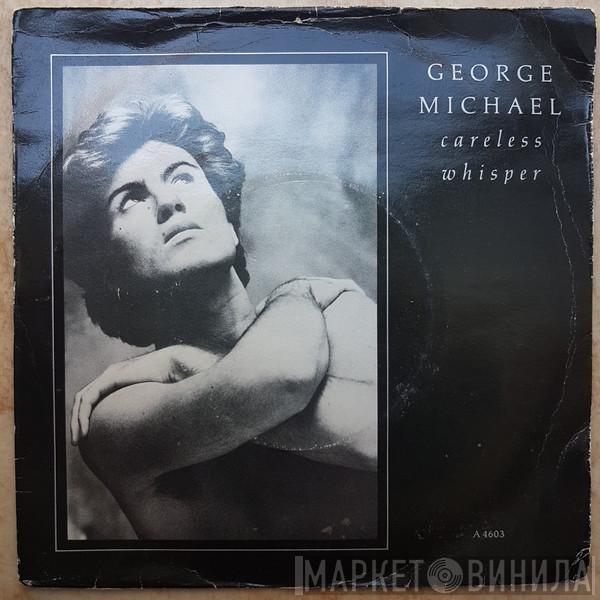 GEORGE
MICHAEL
careless
whisper
A 4603
МАРКЕТ ВИНИЛА